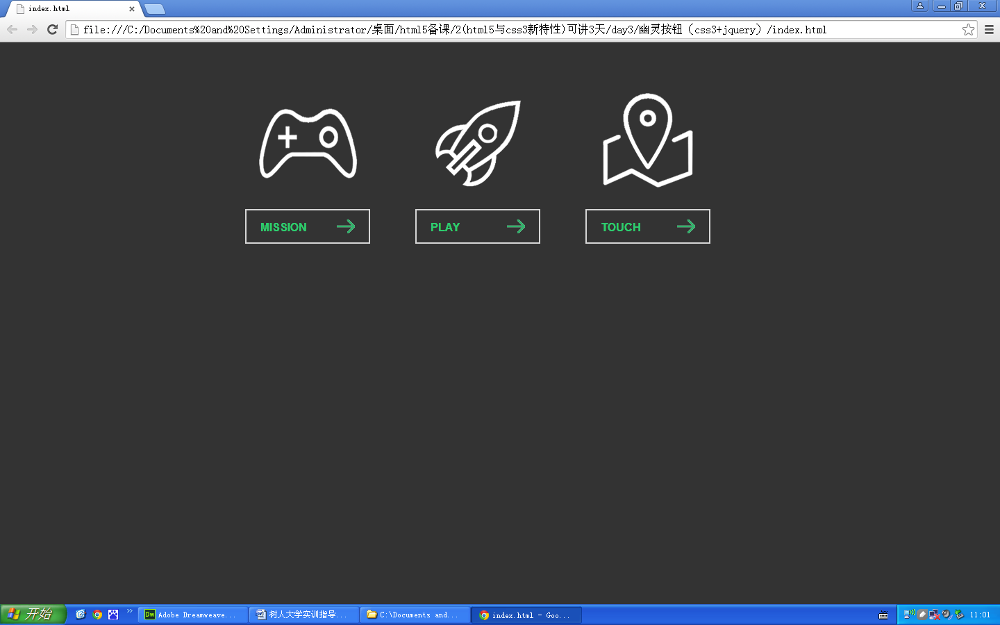 index.html
file:///C:/Documents%20and%20Settings/Administrator/桌面/html5备课/2(html5与css3新特性)可讲3天/day3/幽灵按钮（css3+jquery）/index.html
MISSION
PLAY
TOUCH
开始
Dw Adobe Dreamweave...
树人大学实训指导...
C:\Documents and...
index.html - Goo...
11:01